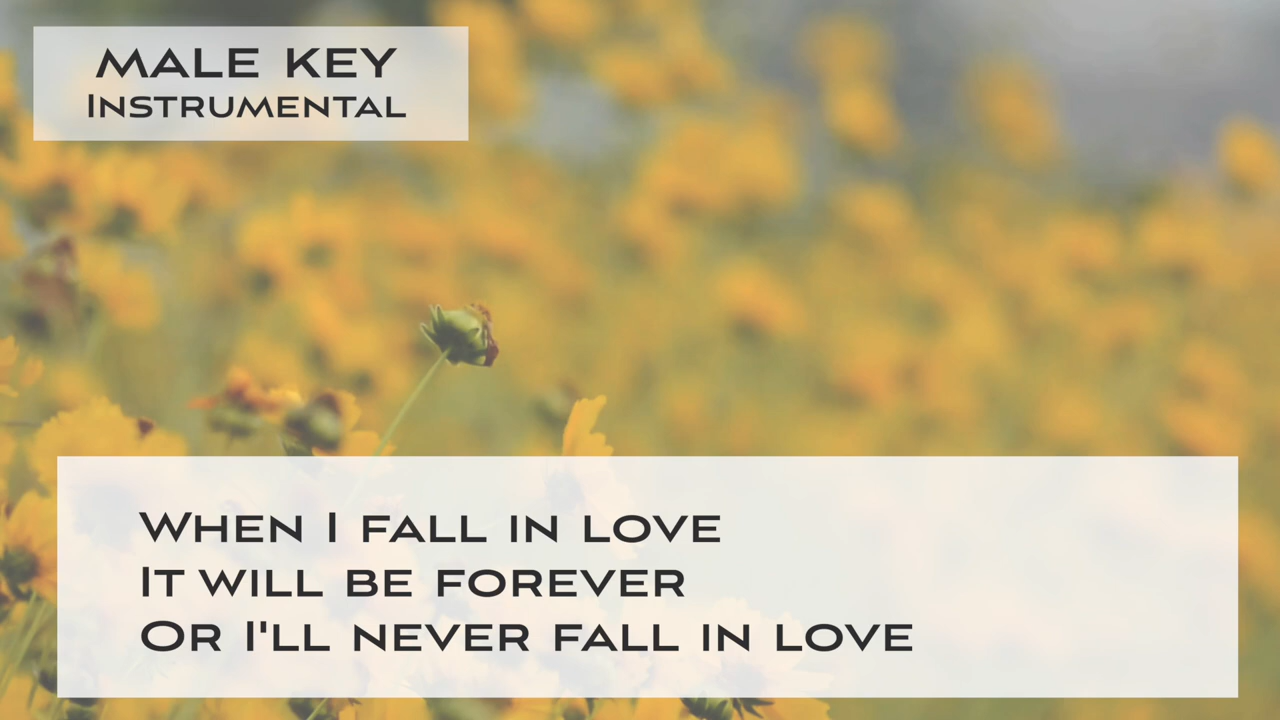 MALE KEY
INSTRUMENTAL
WHEN I FALL IN LOVE
IT WILL BE FOREVER
OR I'LL NEVER FALL IN LOVE